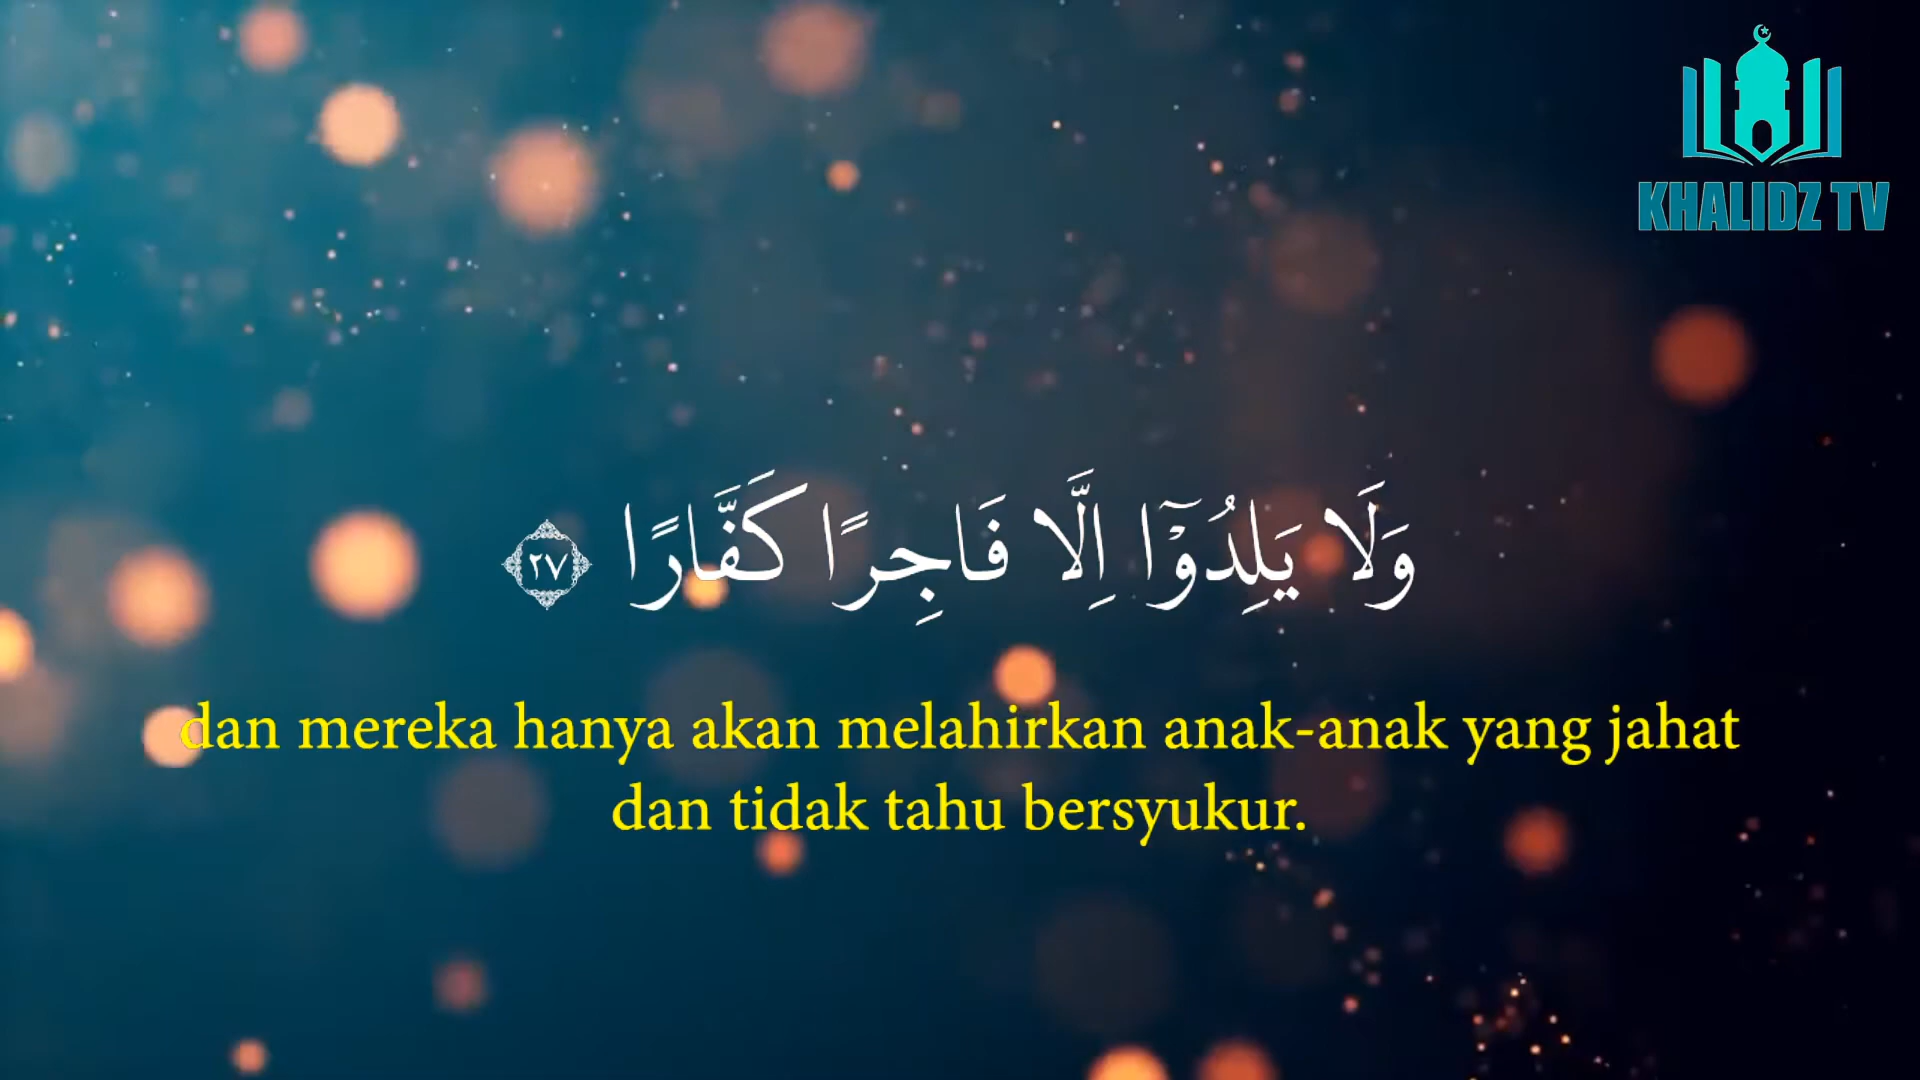 KHALIDZ TV
وَلَا يَلِدُوْٓا اِلَّا فَاجِرًا كَفَّارًا ٢٧
dan mereka hanya akan melahirkan anak-anak yang jahat
dan tidak tahu bersyukur.